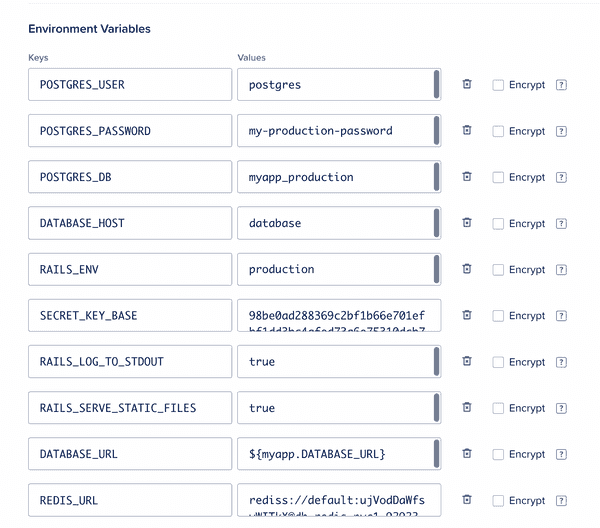 Environment Variables
Keys Values
POSTGRES_USER postgres Encrypt ?
POSTGRES_PASSWORD my-production-password Encrypt ?
POSTGRES_DB myapp_production Encrypt ?
DATABASE_HOST database Encrypt ?
RAILS_ENV production Encrypt ?
SECRET_KEY_BASE 98be0ad288369c2bf1b66e701ef Encrypt ?
RAILS_LOG_TO_STDOUT true Encrypt ?
RAILS_SERVE_STATIC_FILES true Encrypt ?
DATABASE_URL ${myapp.DATABASE_URL} Encrypt ?
REDIS_URL rediss://default:ujVodDaWfs Encrypt ?